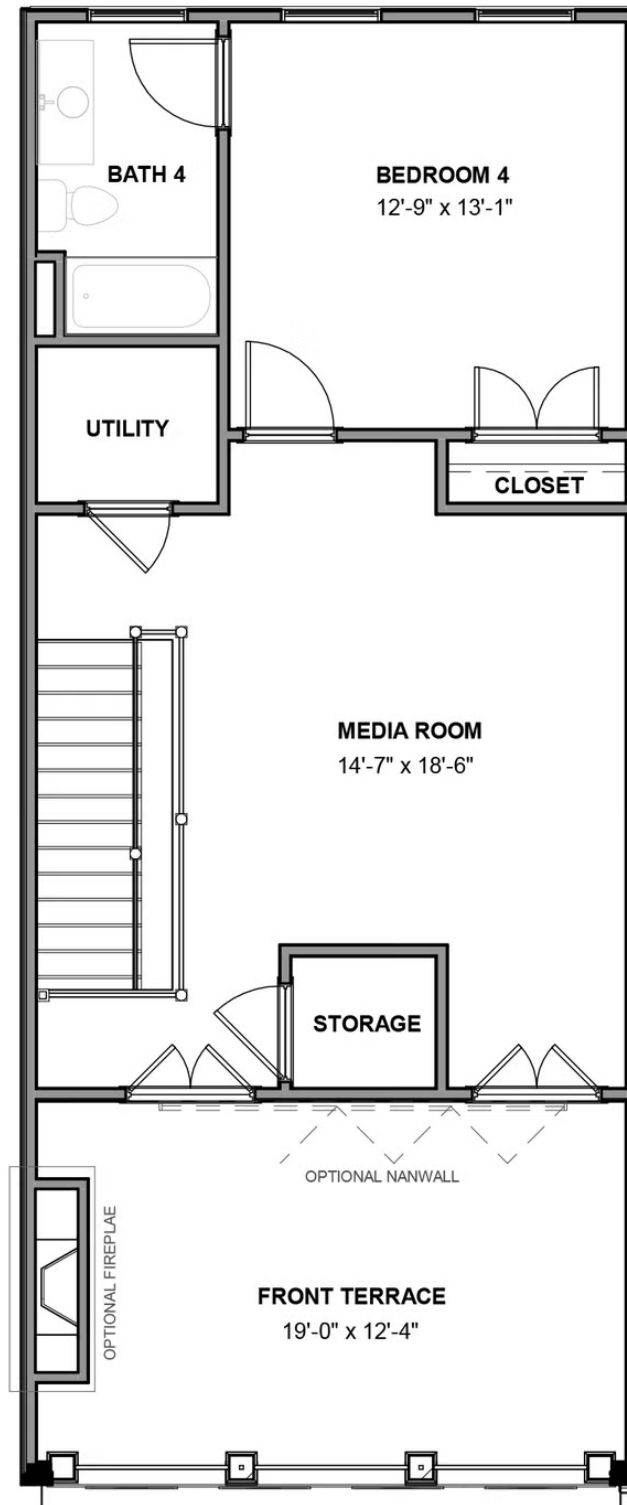 BATH 4
BEDROOM 4
12'-9" x 13'-1"
UTILITY
CLOSET
MEDIA ROOM
14'-7" x 18'-6"
STORAGE
OPTIONAL NANWALL
OPTIONAL FIREPLAE
FRONT TERRACE
19'-0" x 12'-4"